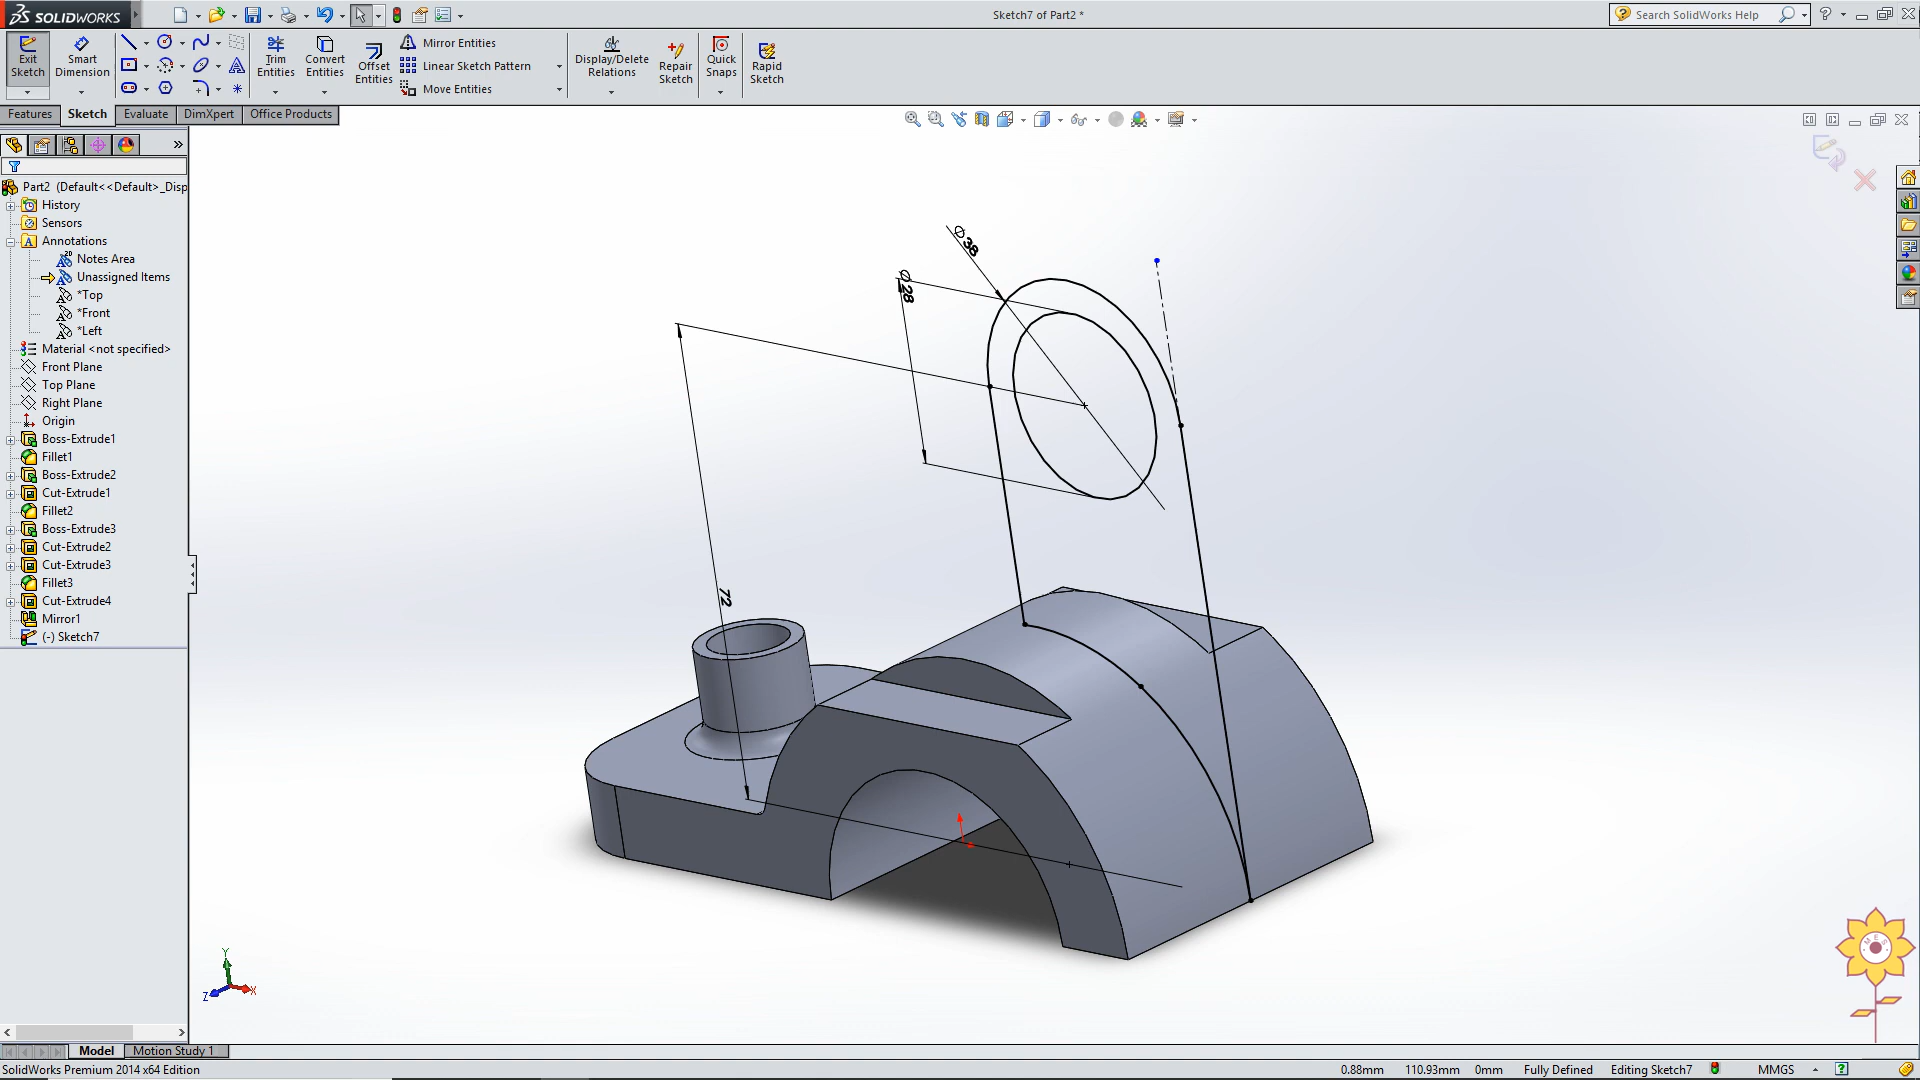 SOLIDWORKS
Sketch7 of Part2 *
Search SolidWorks Help
Exit Sketch
Smart Dimension
Trim Entities
Convert Entities
Offset Entities
Mirror Entities
Linear Sketch Pattern
Move Entities
Display/Delete Relations
Repair Sketch
Quick Snaps
Rapid Sketch
Features
Sketch
Evaluate
DimXpert
Office Products
Part2 (Default<<Default>_Disp
History
Sensors
Annotations
Notes Area
Unassigned Items
*Top
*Front
*Left
Material <not specified>
Front Plane
Top Plane
Right Plane
Origin
Boss-Extrude1
Fillet1
Boss-Extrude2
Cut-Extrude1
Fillet2
Boss-Extrude3
Cut-Extrude2
Cut-Extrude3
Fillet3
Cut-Extrude4
Mirror1
(-) Sketch7
∅38
∅28
72
Y
Z
X
MES
Model
Motion Study 1
SolidWorks Premium 2014 x64 Edition
0.88mm
110.93mm
0mm
Fully Defined
Editing Sketch7
MMGS